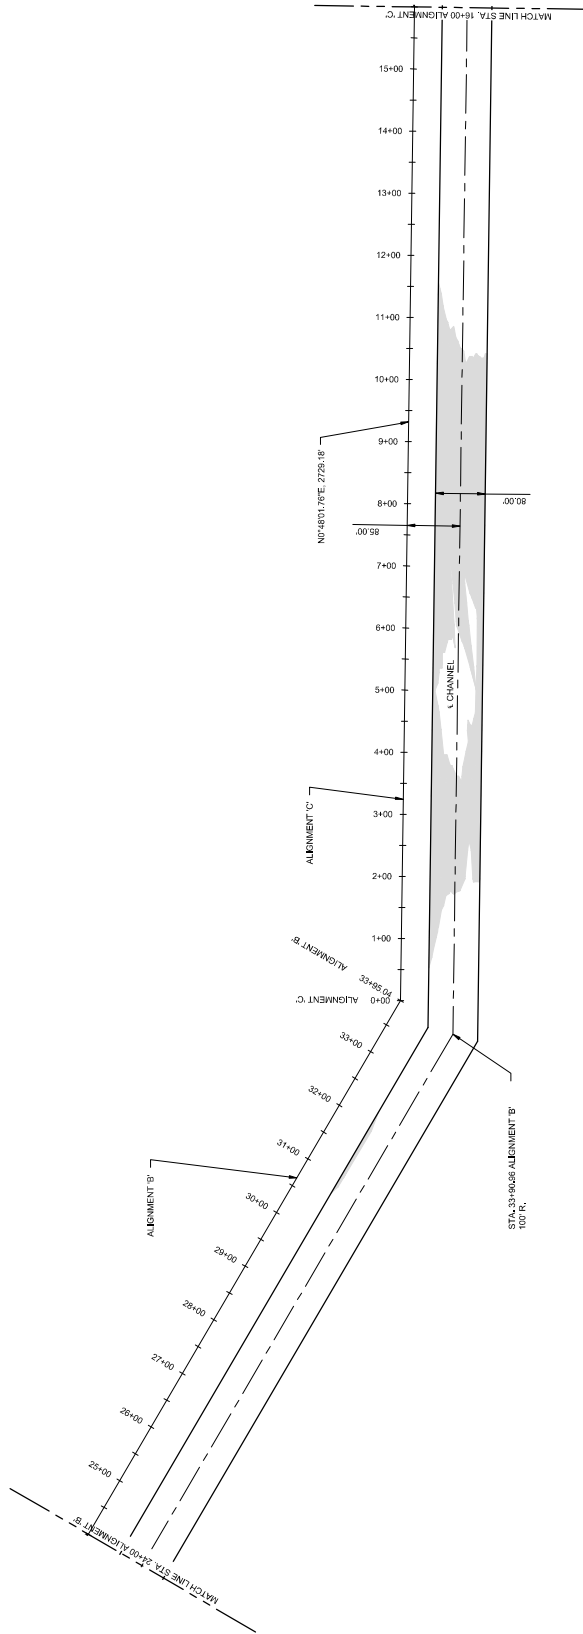 MATCH LINE STA. 16+00 ALIGNMENT 'C'
15+00
14+00
13+00
12+00
11+00
10+00
9+00
N0°48'01.76"E, 2729.18'
8+00
80.00'
85.00'
7+00
6+00
5+00
℄ CHANNEL
4+00
3+00
ALIGNMENT 'C'
2+00
1+00
ALIGNMENT 'B'
33+95.04
ALIGNMENT 'C'
0+00
33+00
32+00
31+00
ALIGNMENT 'B'
30+00
STA. 33+90.96 ALIGNMENT 'B'
100' R.
29+00
28+00
27+00
26+00
25+00
MATCH LINE STA. 24+00 ALIGNMENT 'B'